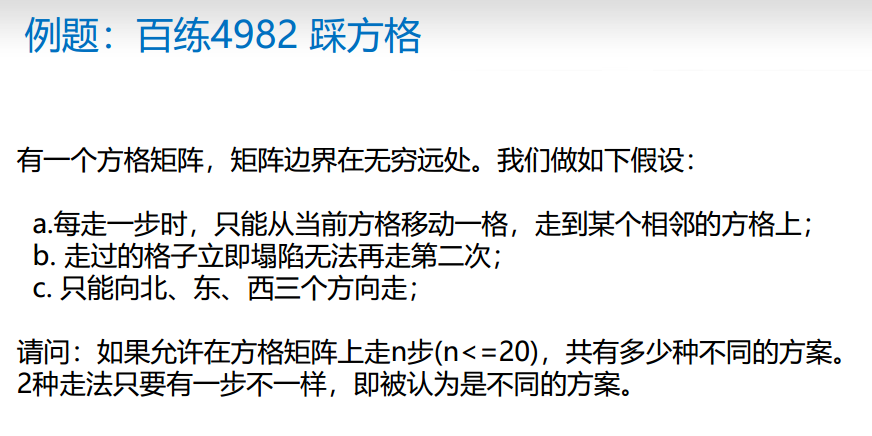 例题：百练4982 踩方格
有一个方格矩阵，矩阵边界在无穷远处。我们做如下假设：
a.每走一步时，只能从当前方格移动一格，走到某个相邻的方格上；
b. 走过的格子立即塌陷无法再走第二次；
c. 只能向北、东、西三个方向走；
请问：如果允许在方格矩阵上走n步(n<=20)，共有多少种不同的方案。
2种走法只要有一步不一样，即被认为是不同的方案。